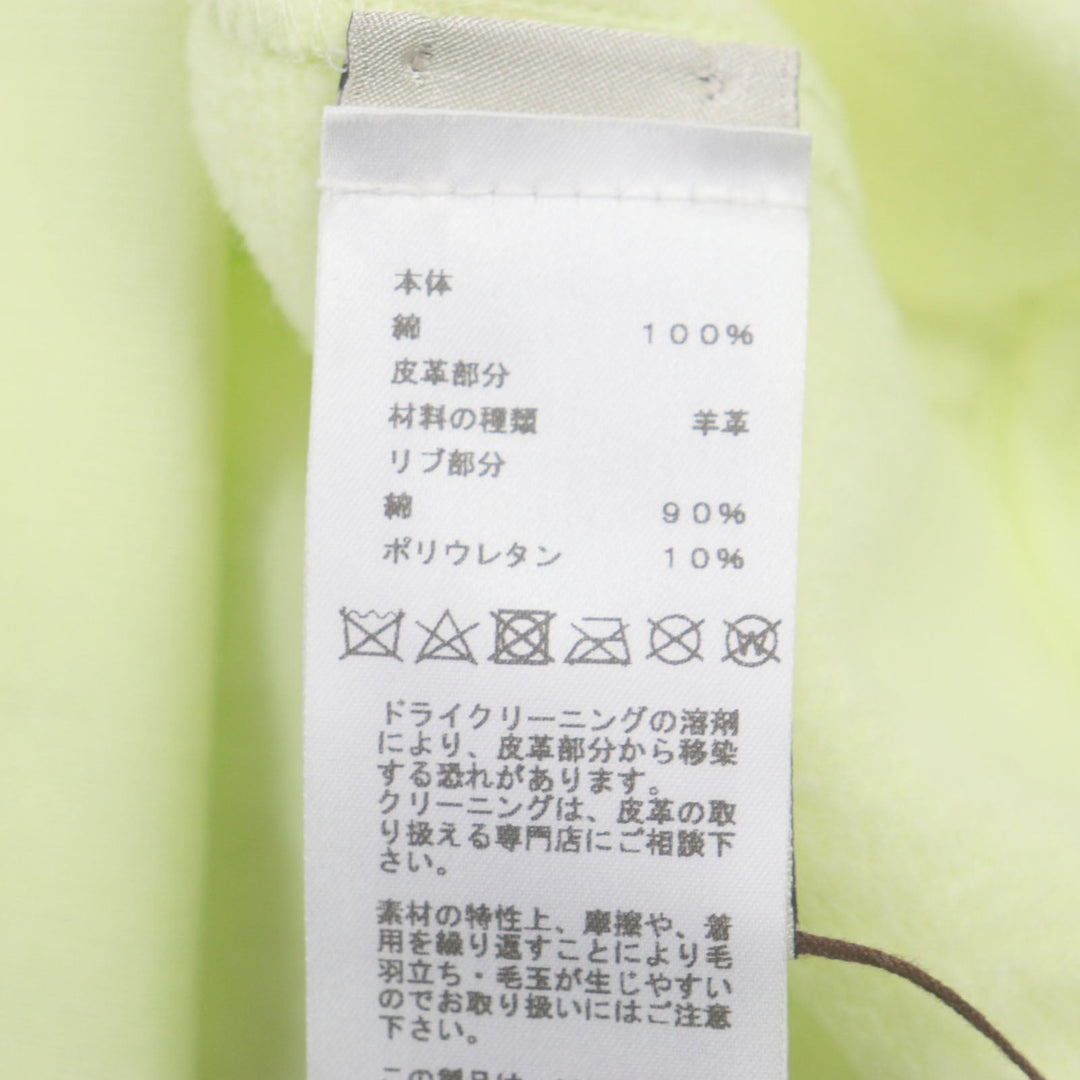 本体
綿 100%
皮革部分
材料の種類 羊革
リブ部分
綿 90%
ポリウレタン 10%
W
ドライクリーニングの溶剤
により、皮革部分から移染
する恐れがあります。
クリーニングは、皮革の取
り扱える専門店にご相談下
さい。
素材の特性上、摩擦や、着
用を繰り返すことにより毛
羽立ち・毛玉が生じやすい
のでお取り扱いにはご注意
下さい。
この製品は、